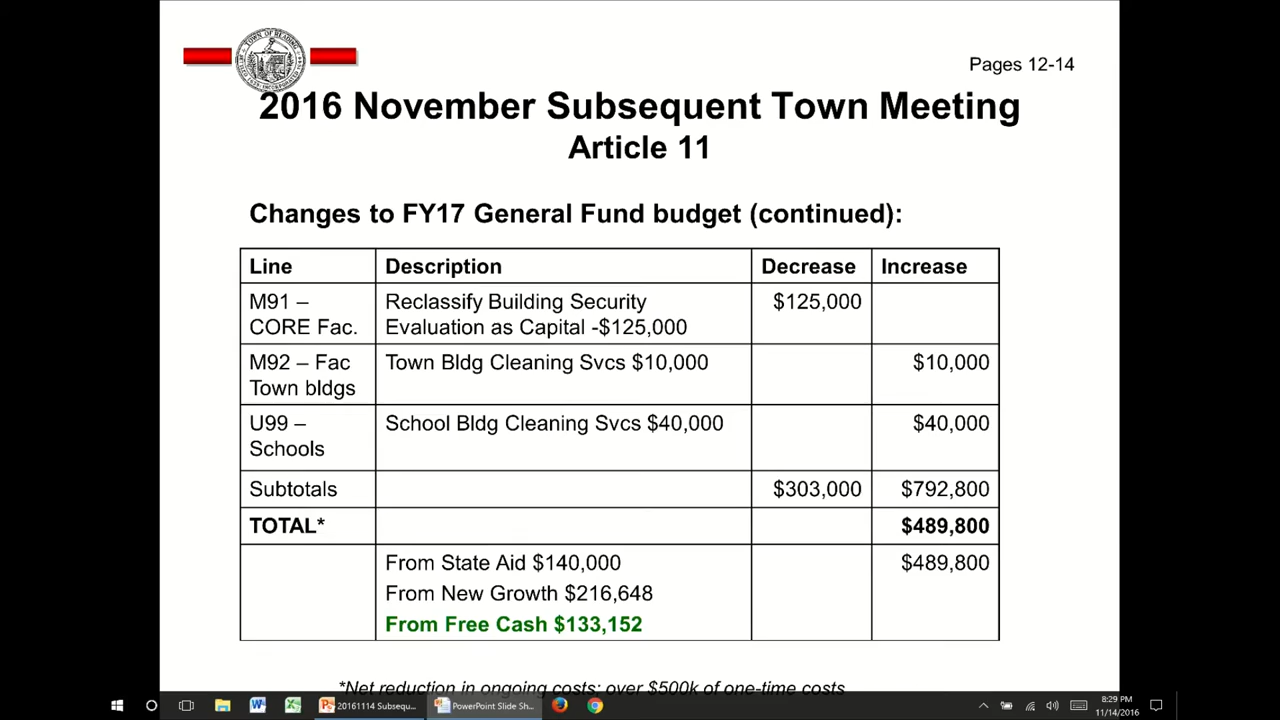 TOWN OF READING
Pages 12-14
2016 November Subsequent Town Meeting
Article 11
Changes to FY17 General Fund budget (continued):
Line Description Decrease Increase
M91 – Reclassify Building Security $125,000
CORE Fac. Evaluation as Capital -$125,000
M92 – Fac Town Bldg Cleaning Svcs $10,000 $10,000
Town bldgs
U99 – School Bldg Cleaning Svcs $40,000 $40,000
Schools
Subtotals $303,000 $792,800
TOTAL* $489,800
From State Aid $140,000 $489,800
From New Growth $216,648
From Free Cash $133,152
*Net reduction in ongoing costs; over $500k of one-time costs
20161114 Subsequ... PowerPoint Slide Sh... 8:29 PM
11/14/2016